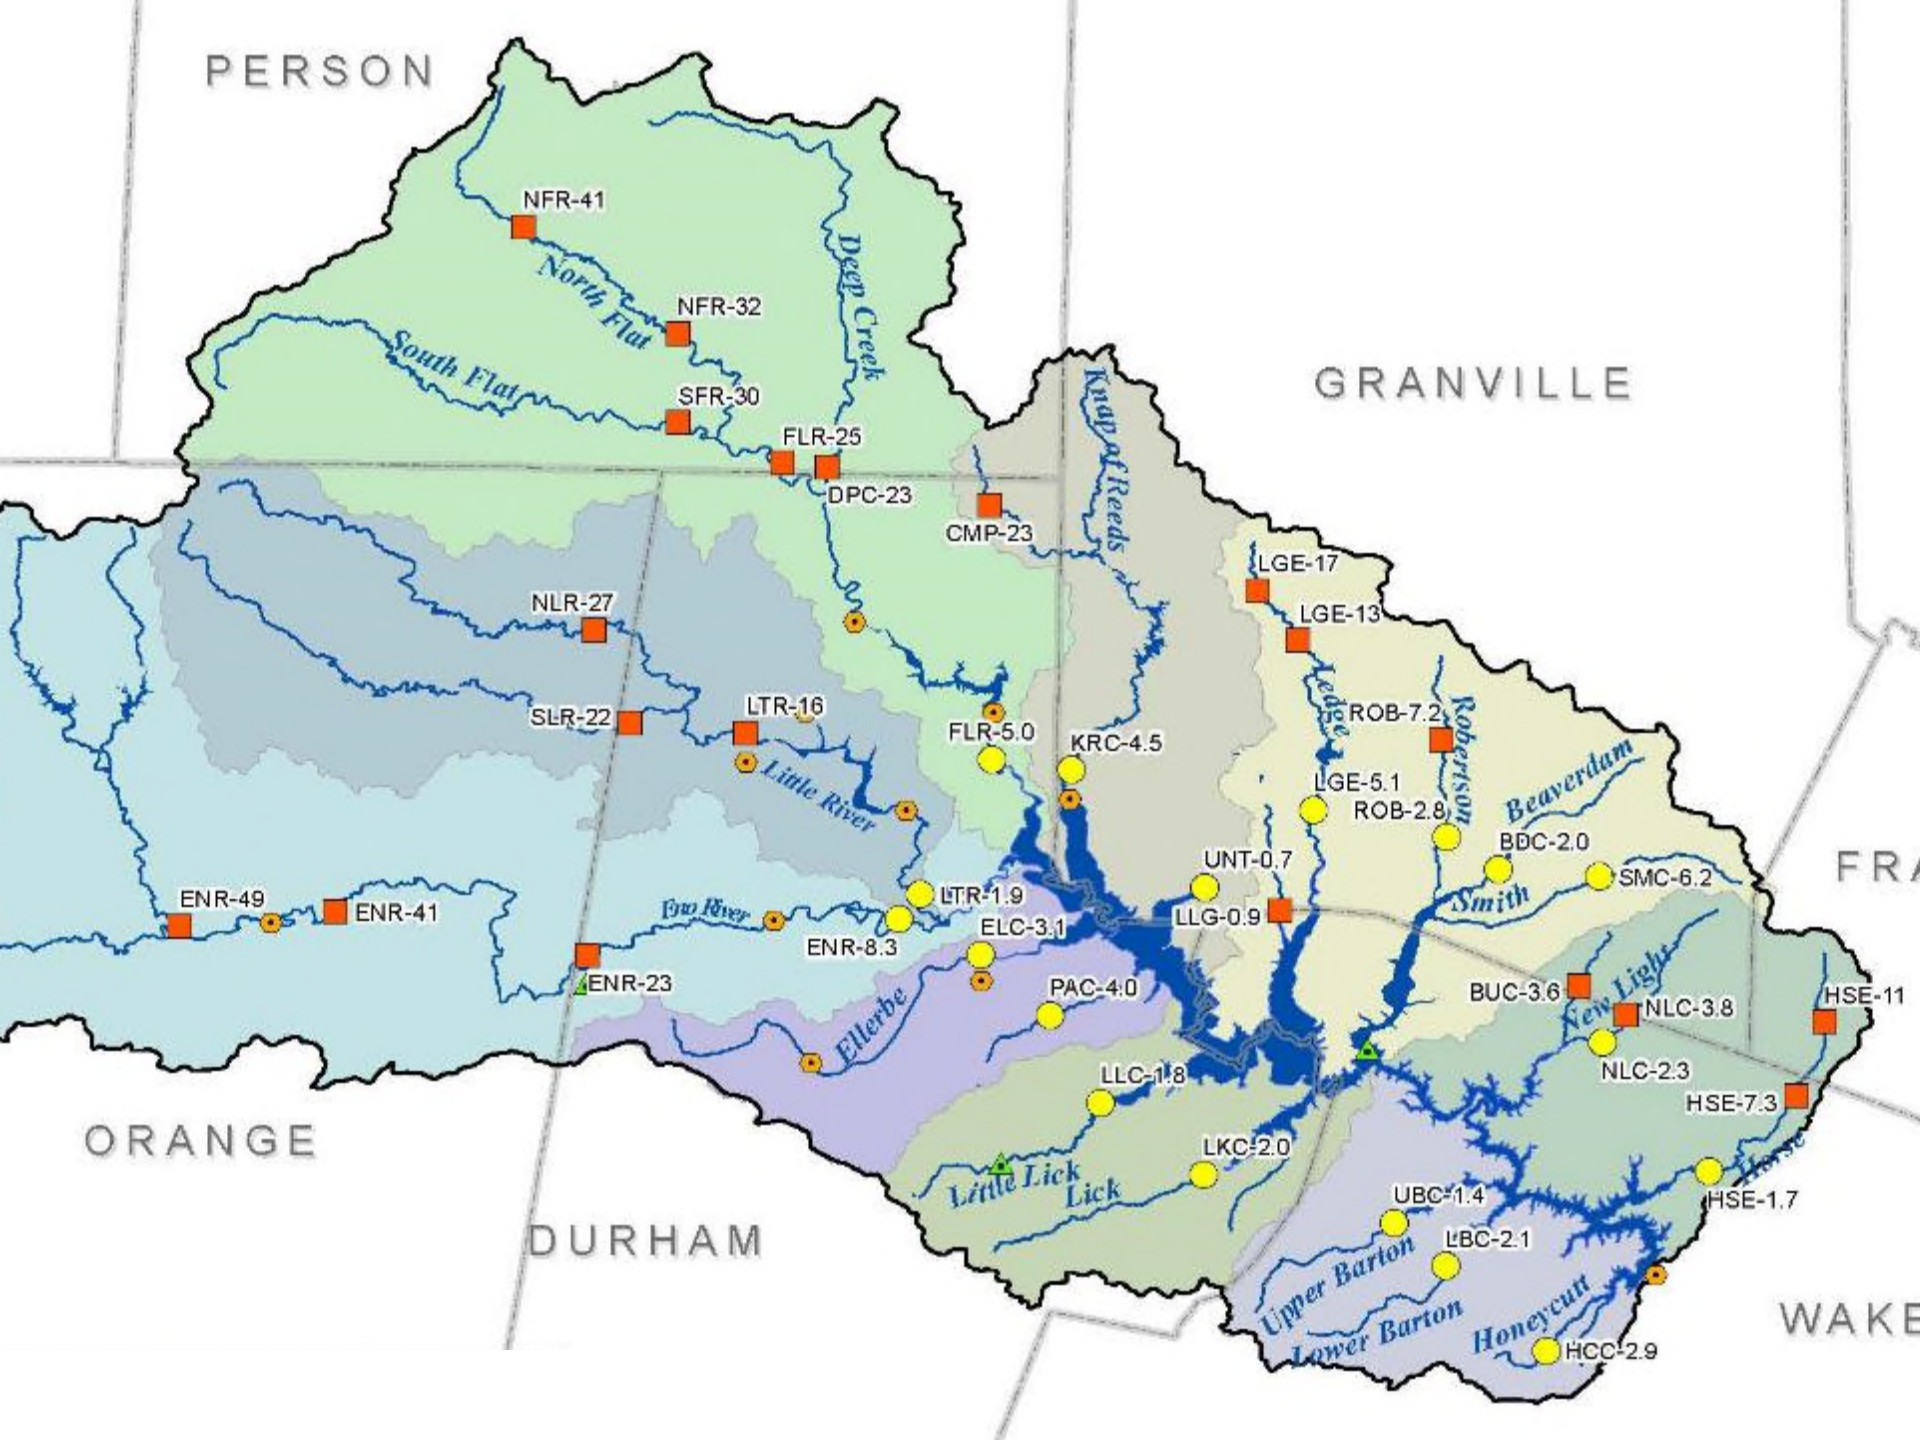 PERSON
NFR-41
North Flat
Deep Creek
NFR-32
South Flat
SFR-30
FLR-25
DPC-23
GRANVILLE
Knap of Reeds
CMP-23
LGE-17
NLR-27
LGE-13
Ledge
SLR-22
LTR-16
ROB-7.2
Robertson
FLR-5.0
KRC-4.5
Little River
LGE-5.1
ROB-2.8
Beaverdam
BDC-2.0
UNT-0.7
SMC-6.2
FRA
Smith
ENR-49
ENR-41
Eno River
LTR-1.9
LLG-0.9
ELC-3.1
ENR-8.3
ENR-23
PAC-4.0
BUC-3.6
New Light
NLC-3.8
HSE-11
Ellerbe
NLC-2.3
LLC-1.8
HSE-7.3
ORANGE
LKC-2.0
Horse
Little Lick
Lick
UBC-1.4
HSE-1.7
DURHAM
LBC-2.1
Upper Barton
WAKE
Honeycutt
Lower Barton
HCC-2.9